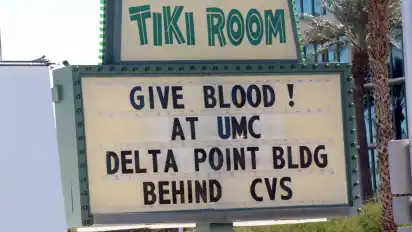 TIKI ROOM
GIVE BLOOD!
AT UMC
DELTA POINT BLDG
BEHIND CVS